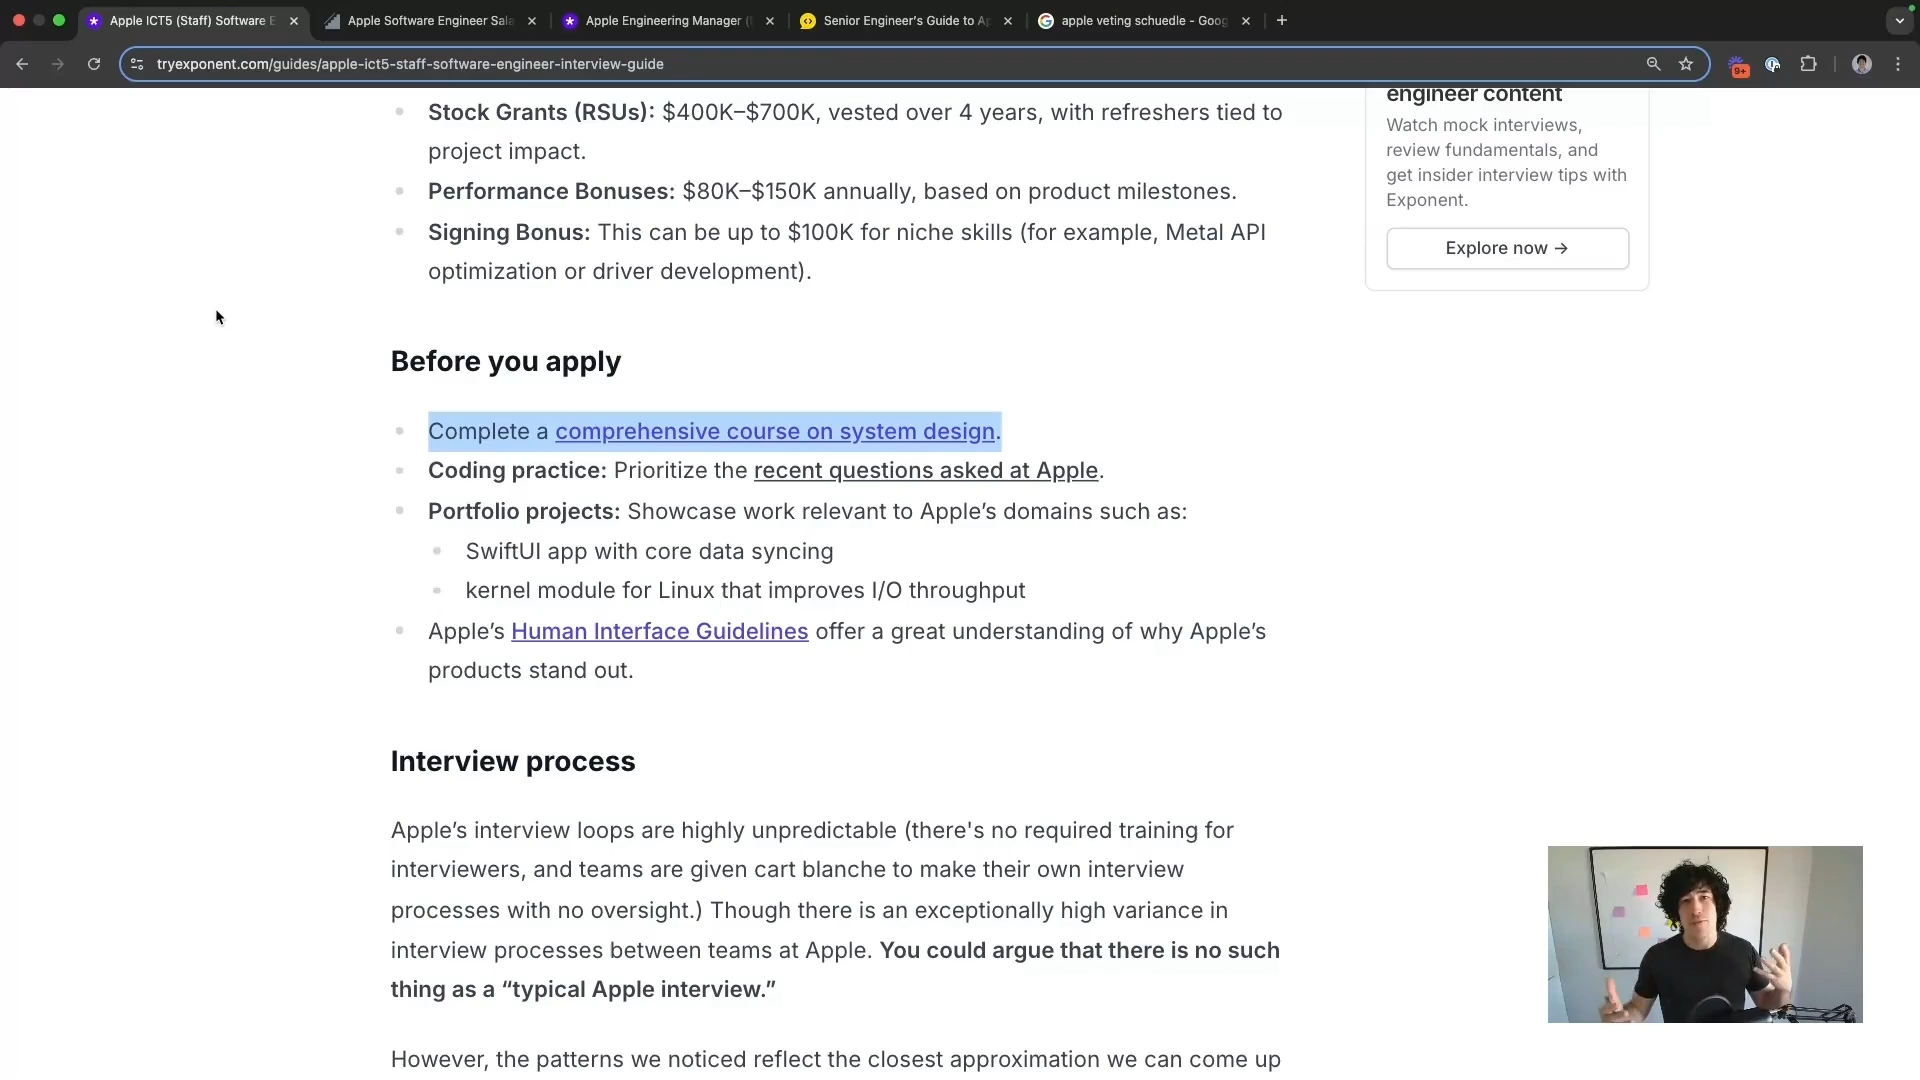 Apple ICT5 (Staff) Software E
Apple Software Engineer Sala
Apple Engineering Manager (
Senior Engineer's Guide to Ap
apple veting schuedle - Goog
tryexponent.com/guides/apple-ict5-staff-software-engineer-interview-guide
9+
Stock Grants (RSUs): $400K–$700K, vested over 4 years, with refreshers tied to
project impact.
Performance Bonuses: $80K–$150K annually, based on product milestones.
Signing Bonus: This can be up to $100K for niche skills (for example, Metal API
optimization or driver development).
engineer content
Watch mock interviews,
review fundamentals, and
get insider interview tips with
Exponent.
Explore now →
Before you apply
Complete a comprehensive course on system design.
Coding practice: Prioritize the recent questions asked at Apple.
Portfolio projects: Showcase work relevant to Apple’s domains such as:
SwiftUI app with core data syncing
kernel module for Linux that improves I/O throughput
Apple’s Human Interface Guidelines offer a great understanding of why Apple’s
products stand out.
Interview process
Apple’s interview loops are highly unpredictable (there's no required training for
interviewers, and teams are given cart blanche to make their own interview
processes with no oversight.) Though there is an exceptionally high variance in
interview processes between teams at Apple. You could argue that there is no such
thing as a “typical Apple interview.”
However, the patterns we noticed reflect the closest approximation we can come up